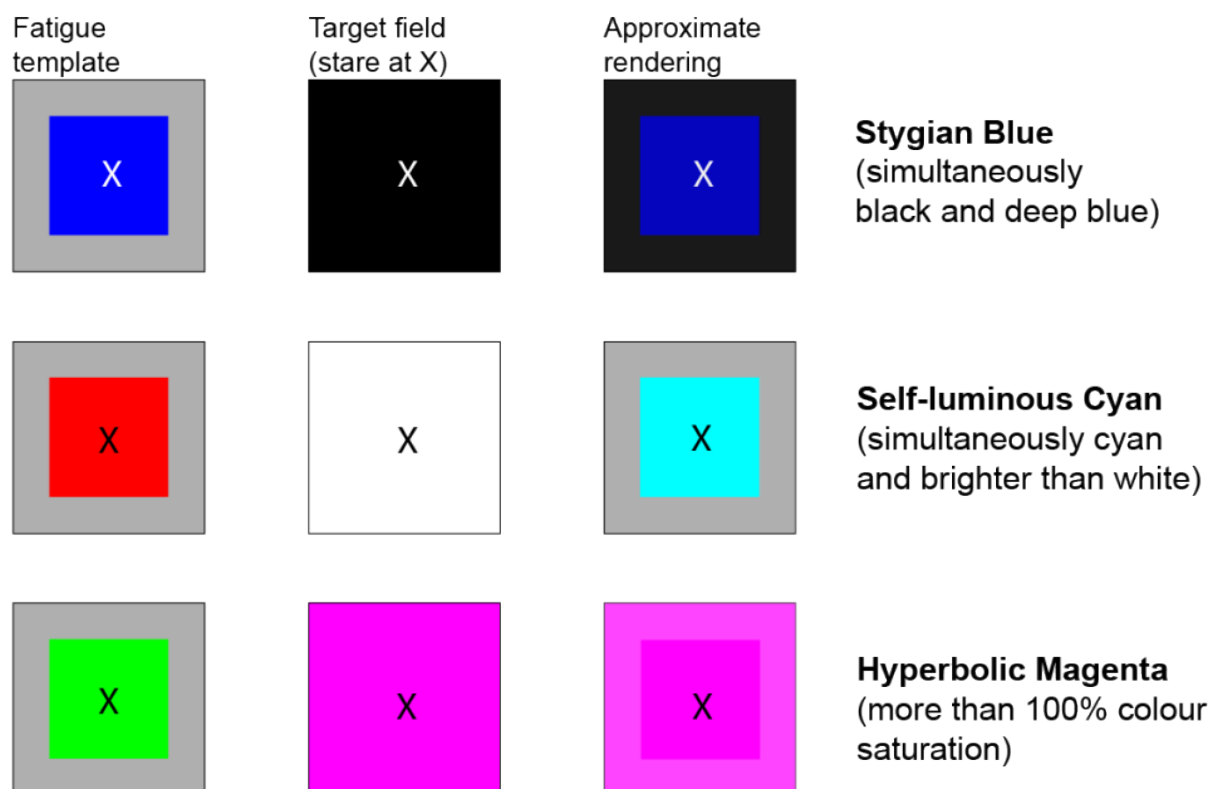 Fatigue
template
Target field
(stare at X)
Approximate
rendering
X
X
X
Stygian Blue
(simultaneously
black and deep blue)
X
X
X
Self-luminous Cyan
(simultaneously cyan
and brighter than white)
X
X
X
Hyperbolic Magenta
(more than 100% colour
saturation)